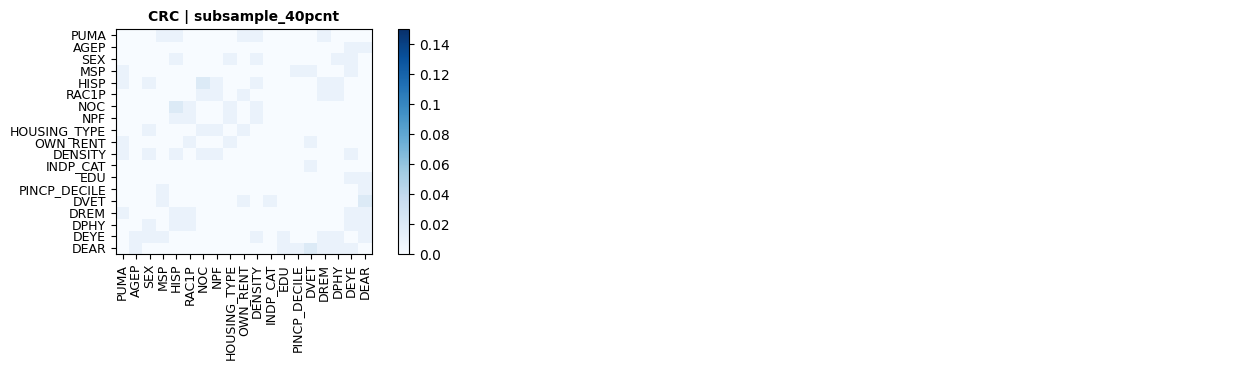 CRC | subsample_40pcnt
PUMA
AGEP
SEX
MSP
HISP
RAC1P
NOC
NPF
HOUSING_TYPE
OWN_RENT
DENSITY
INDP_CAT
EDU
PINCP_DECILE
DVET
DREM
DPHY
DEYE
DEAR
PUMA
AGEP
SEX
MSP
HISP
RAC1P
NOC
NPF
HOUSING_TYPE
OWN_RENT
DENSITY
INDP_CAT
EDU
PINCP_DECILE
DVET
DREM
DPHY
DEYE
DEAR
0.14
0.12
0.1
0.08
0.06
0.04
0.02
0.0